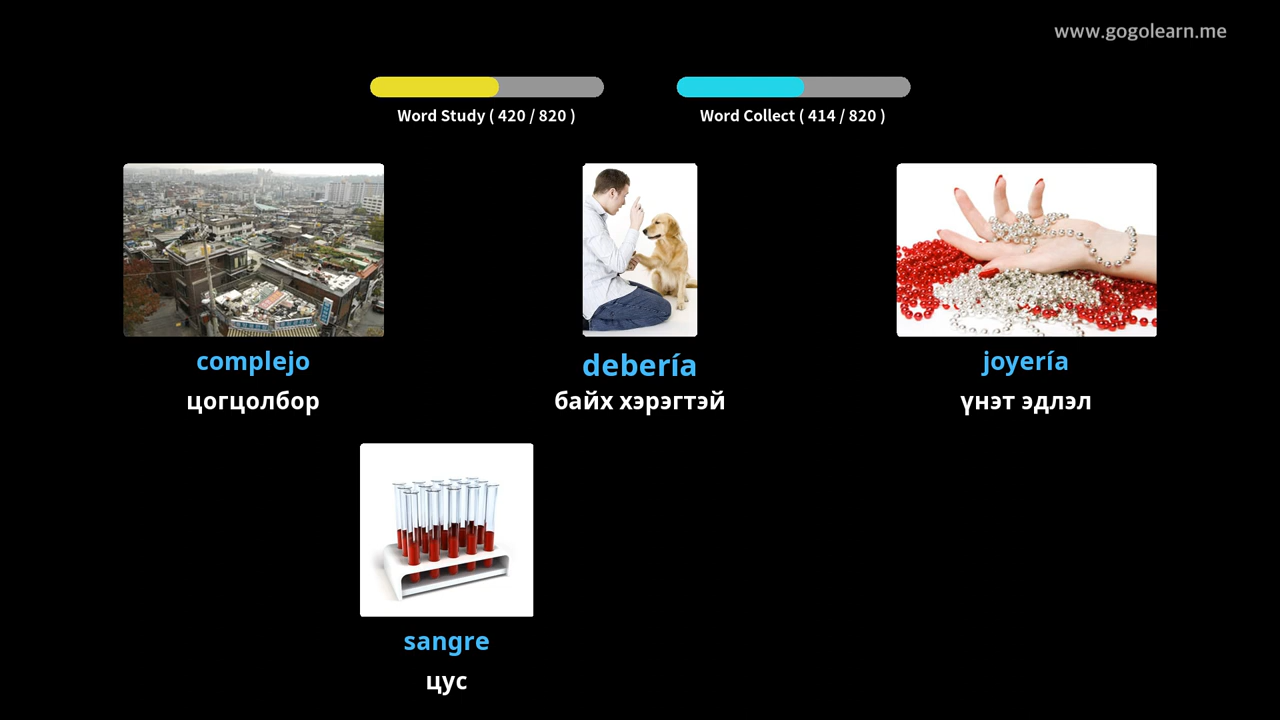 www.gogolearn.me
Word Study ( 420 / 820 )
Word Collect ( 414 / 820 )
complejo
цогцолбор
debería
байх хэрэгтэй
joyería
үнэт эдлэл
sangre
цус